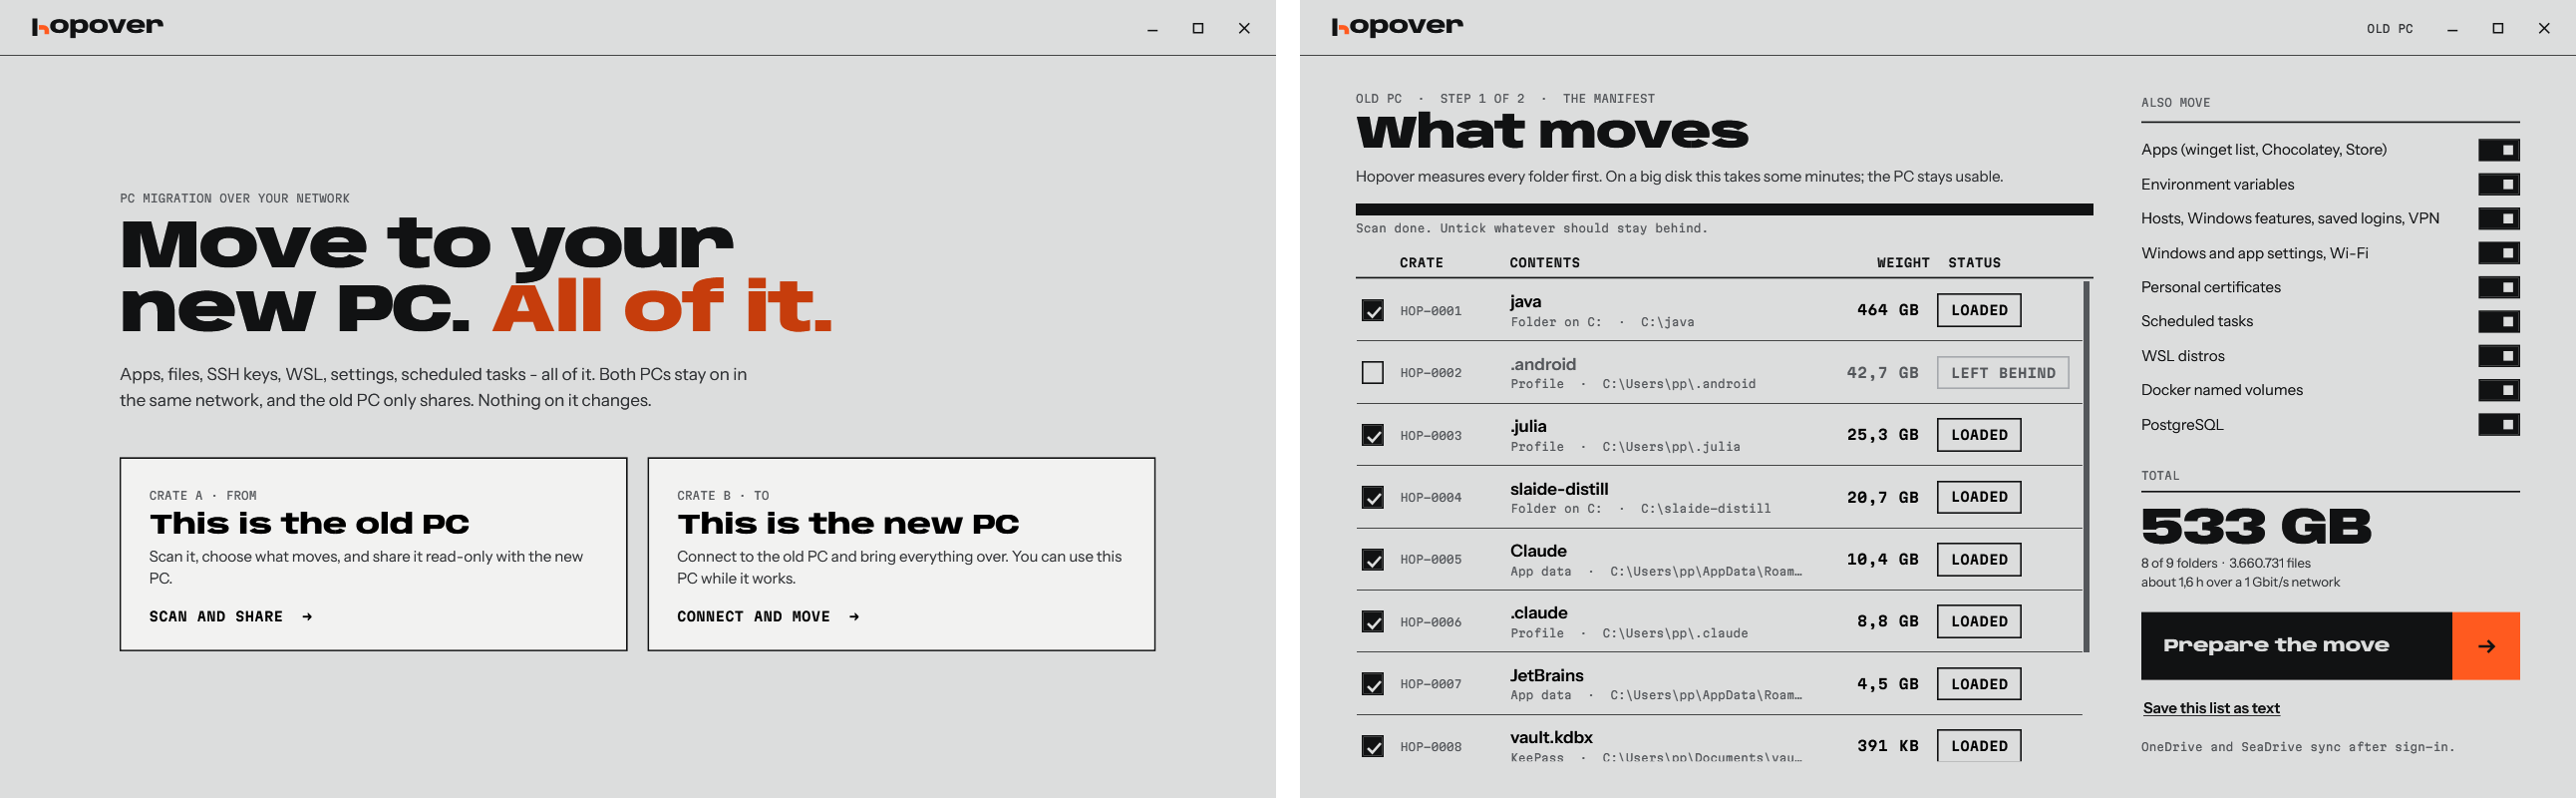 hopover
PC MIGRATION OVER YOUR NETWORK
Move to your
new PC. All of it.
Apps, files, SSH keys, WSL, settings, scheduled tasks - all of it. Both PCs stay on in
the same network, and the old PC only shares. Nothing on it changes.
CRATE A · FROM
This is the old PC
Scan it, choose what moves, and share it read-only with the new
PC.
SCAN AND SHARE →
CRATE B · TO
This is the new PC
Connect to the old PC and bring everything over. You can use this
PC while it works.
CONNECT AND MOVE →
hopover
OLD PC
OLD PC · STEP 1 OF 2 · THE MANIFEST
What moves
Hopover measures every folder first. On a big disk this takes some minutes; the PC stays usable.
Scan done. Untick whatever should stay behind.
CRATE CONTENTS WEIGHT STATUS
HOP-0001 java 464 GB LOADED
Folder on C: · C:\java
HOP-0002 .android 42,7 GB LEFT BEHIND
Profile · C:\Users\pp\.android
HOP-0003 .julia 25,3 GB LOADED
Profile · C:\Users\pp\.julia
HOP-0004 slaide-distill 20,7 GB LOADED
Folder on C: · C:\slaide-distill
HOP-0005 Claude 10,4 GB LOADED
App data · C:\Users\pp\AppData\Roam…
HOP-0006 .claude 8,8 GB LOADED
Profile · C:\Users\pp\.claude
HOP-0007 JetBrains 4,5 GB LOADED
App data · C:\Users\pp\AppData\Roam…
HOP-0008 vault.kdbx 391 KB LOADED
KeePass · C:\Users\pp\Documents\vau…
ALSO MOVE
Apps (winget list, Chocolatey, Store)
Environment variables
Hosts, Windows features, saved logins, VPN
Windows and app settings, Wi-Fi
Personal certificates
Scheduled tasks
WSL distros
Docker named volumes
PostgreSQL
TOTAL
533 GB
8 of 9 folders · 3.660.731 files
about 1,6 h over a 1 Gbit/s network
Prepare the move →
Save this list as text
OneDrive and SeaDrive sync after sign-in.